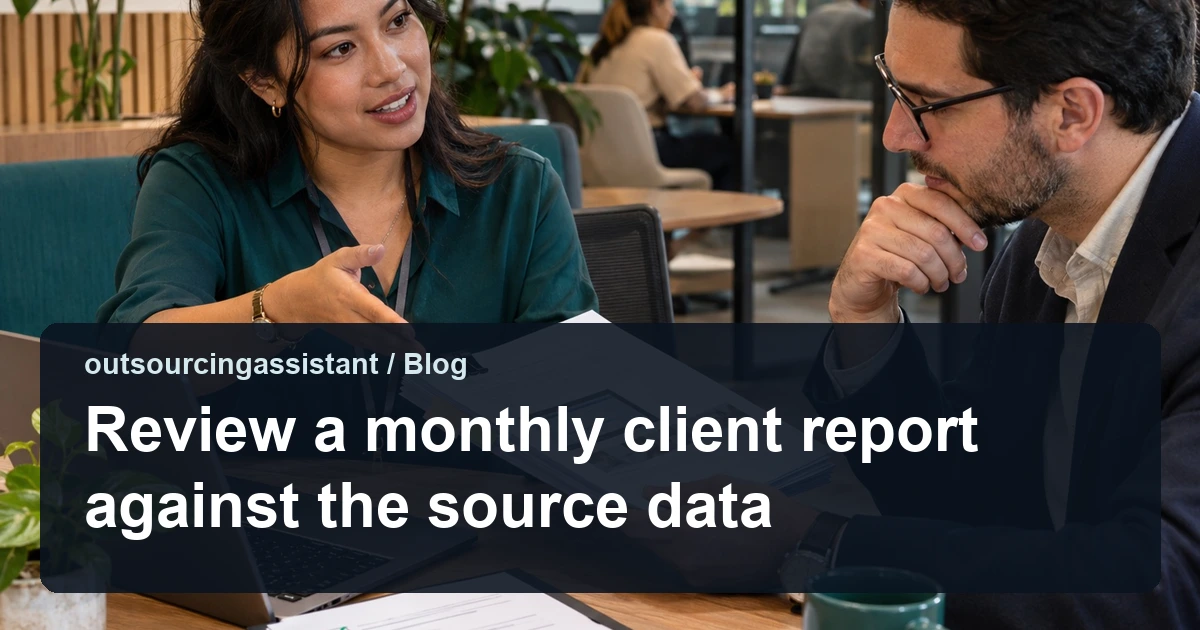 outsourcingassistant / Blog
Review a monthly client report
against the source data